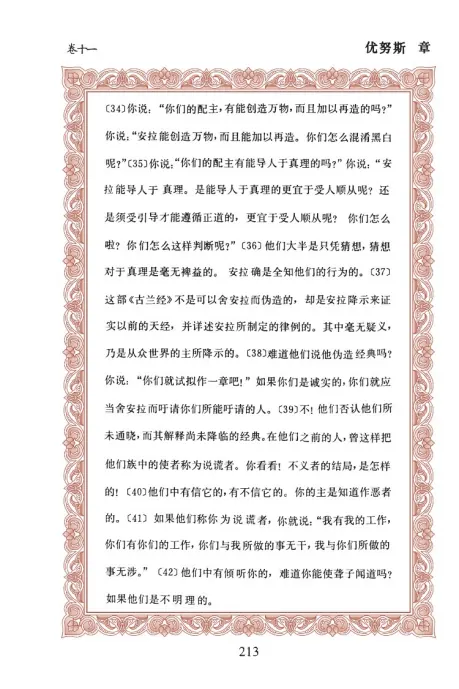 卷十一
优努斯 章
(34)你说：“你们的配主，有能创造万物，而且加以再造的吗？”
你说：“安拉能创造万物，而且能加以再造。你们怎么混淆黑白
呢？”(35)你说：“你们的配主有能导人于真理的吗？”你说：“安
拉能导人于真理。是能导人于真理的更宜于受人顺从呢？还
是须受引导才能遵循正道的，更宜于受人顺从呢？你们怎么
啦？你们怎么这样判断呢？”(36)他们大半是只凭猜想，猜想
对于真理是毫无裨益的。安拉确是全知他们的行为的。(37)
这部《古兰经》不是可以舍安拉而伪造的，却是安拉降示来证
实以前的天经，并详述安拉所制定的律例的。其中毫无疑义，
乃是从众世界的主所降示的。(38)难道他们说他伪造经典吗？
你说：“你们就试拟作一章吧！”如果你们是诚实的，你们就应
当舍安拉而吁请你们所能吁请的人。(39)不！他们否认他们所
未通晓，而其解释尚未降临的经典。在他们之前的人，曾这样把
他们族中的使者称为说谎者。你看看！不义者的结局，是怎样
的！(40)他们中有信它的，有不信它的。你的主是知道作恶者
的。(41)如果他们称你为说谎者，你就说：“我有我的工作，
你们有你们的工作，你们与我所做的事无干，我与你们所做的
事无涉。”(42)他们中有倾听你的，难道你能使聋子闻道吗？
如果他们是不明理的。
213